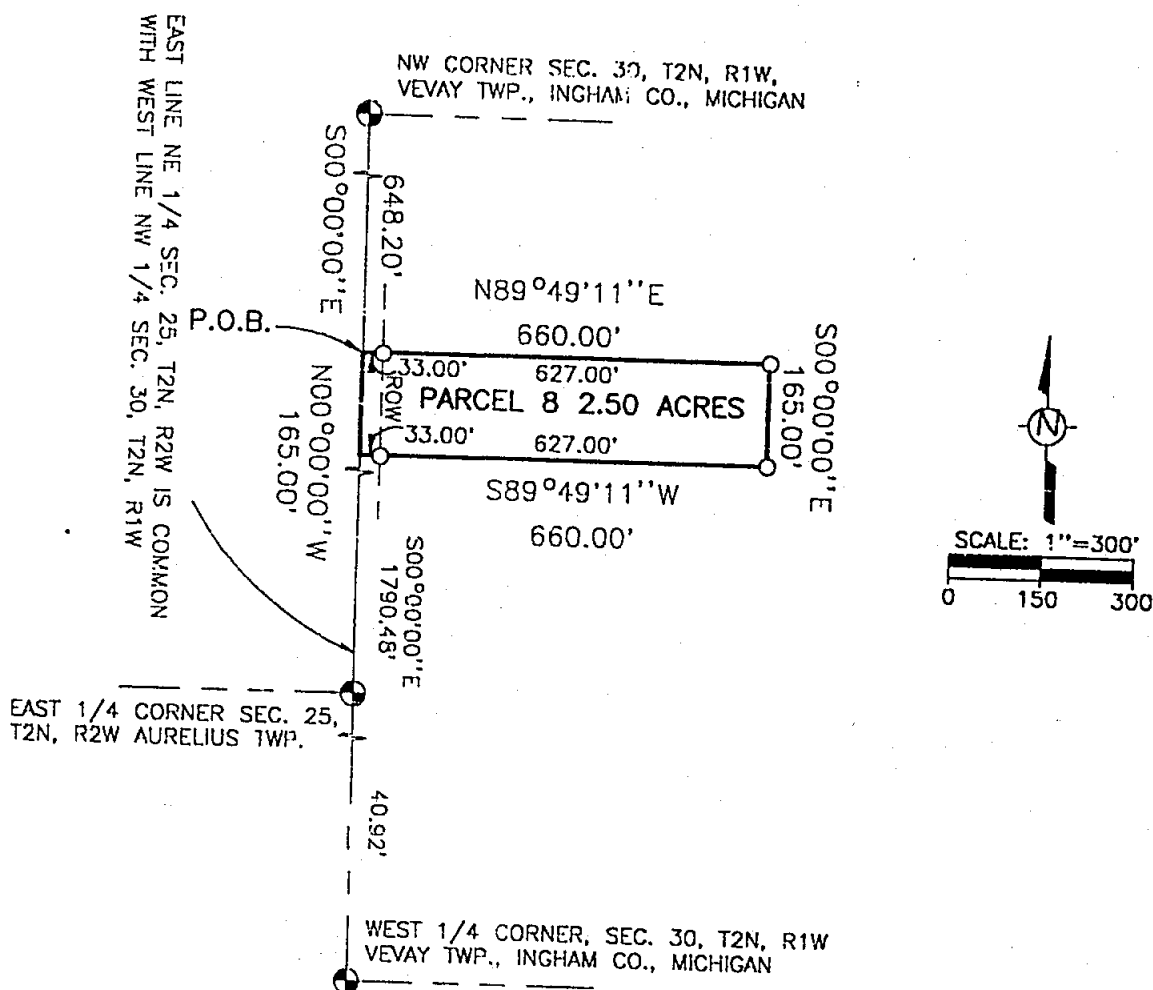 NW CORNER SEC. 30, T2N, R1W,
VEVAY TWP., INGHAM CO., MICHIGAN
EAST LINE NE 1/4 SEC. 25, T2N, R2W IS COMMON
WITH WEST LINE NW 1/4 SEC. 30, T2N, R1W
S00°00'00''E
648.20'
N89°49'11''E
660.00'
P.O.B.
33.00'
627.00'
ROW
PARCEL 8 2.50 ACRES
33.00'
627.00'
S00°00'00''E
165.00'
N00°00'00''W
165.00'
S89°49'11''W
660.00'
N
SCALE: 1''=300'
0 150 300
S00°00'00''E
1790.48'
EAST 1/4 CORNER SEC. 25,
T2N, R2W AURELIUS TWP.
40.92'
WEST 1/4 CORNER, SEC. 30, T2N, R1W
VEVAY TWP., INGHAM CO., MICHIGAN